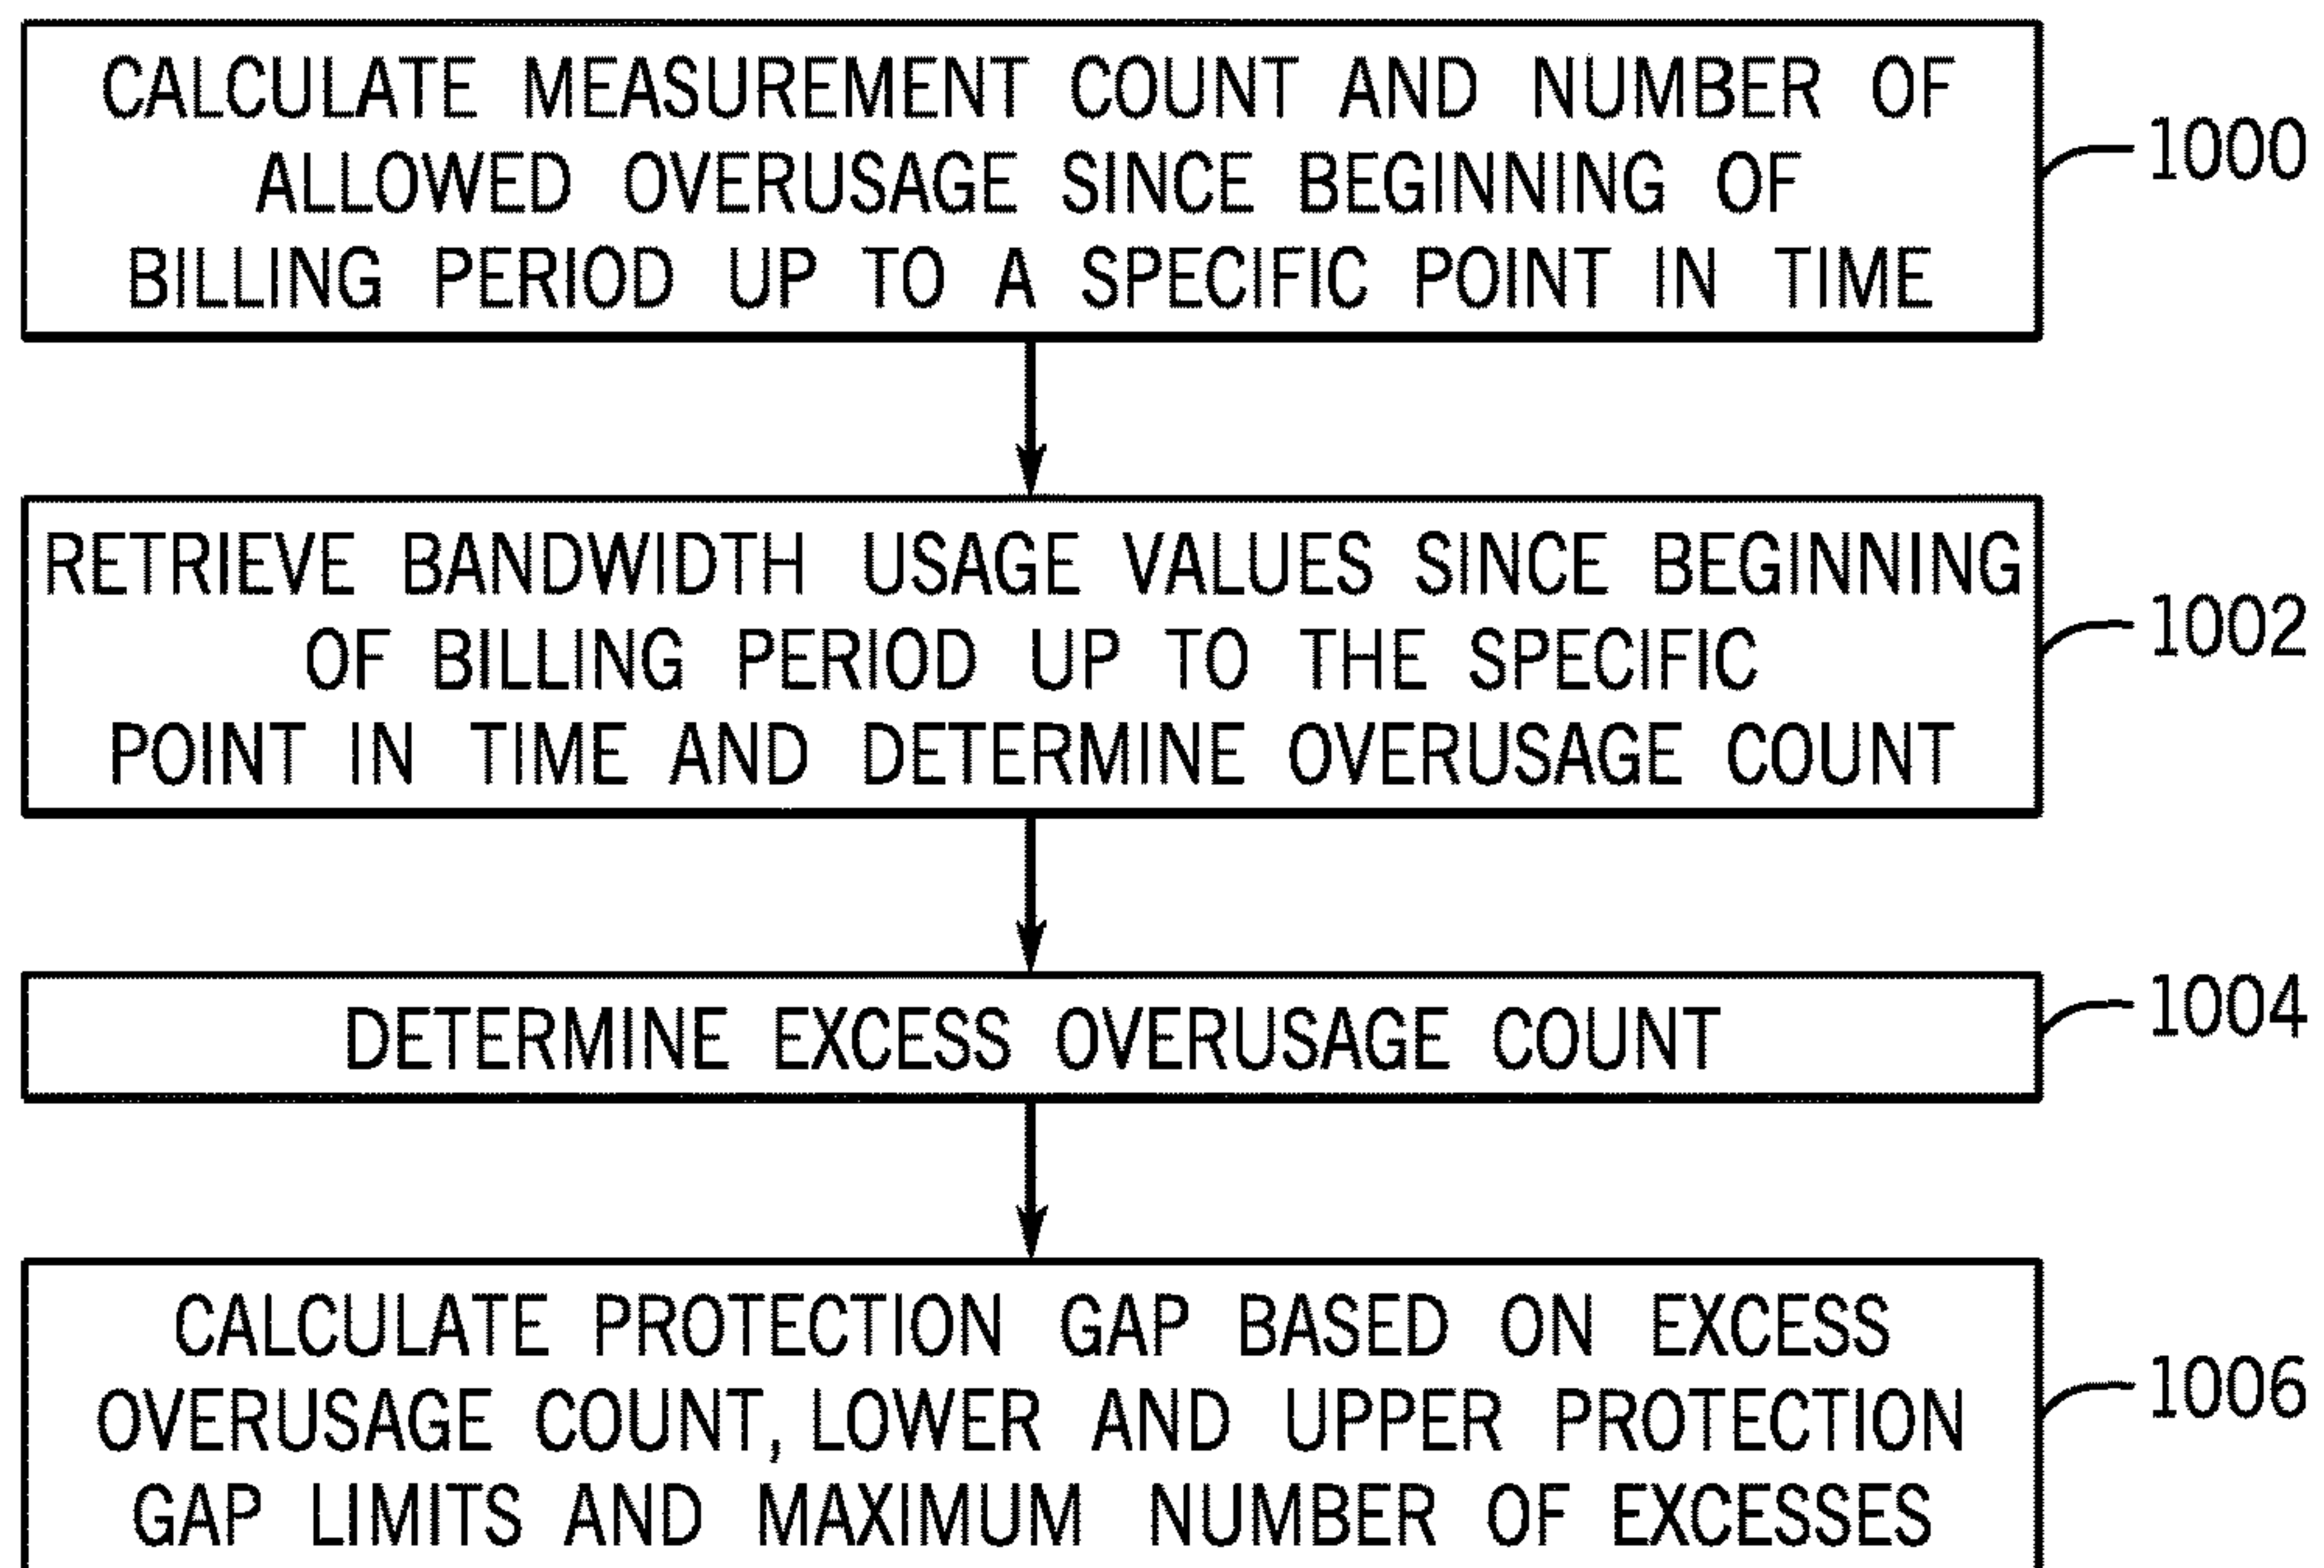 CALCULATE MEASUREMENT COUNT AND NUMBER OF
ALLOWED OVERUSAGE SINCE BEGINNING OF
BILLING PERIOD UP TO A SPECIFIC POINT IN TIME
1000
RETRIEVE BANDWIDTH USAGE VALUES SINCE BEGINNING
OF BILLING PERIOD UP TO THE SPECIFIC
POINT IN TIME AND DETERMINE OVERUSAGE COUNT
1002
DETERMINE EXCESS OVERUSAGE COUNT
1004
CALCULATE PROTECTION GAP BASED ON EXCESS
OVERUSAGE COUNT, LOWER AND UPPER PROTECTION
GAP LIMITS AND MAXIMUM NUMBER OF EXCESSES
1006